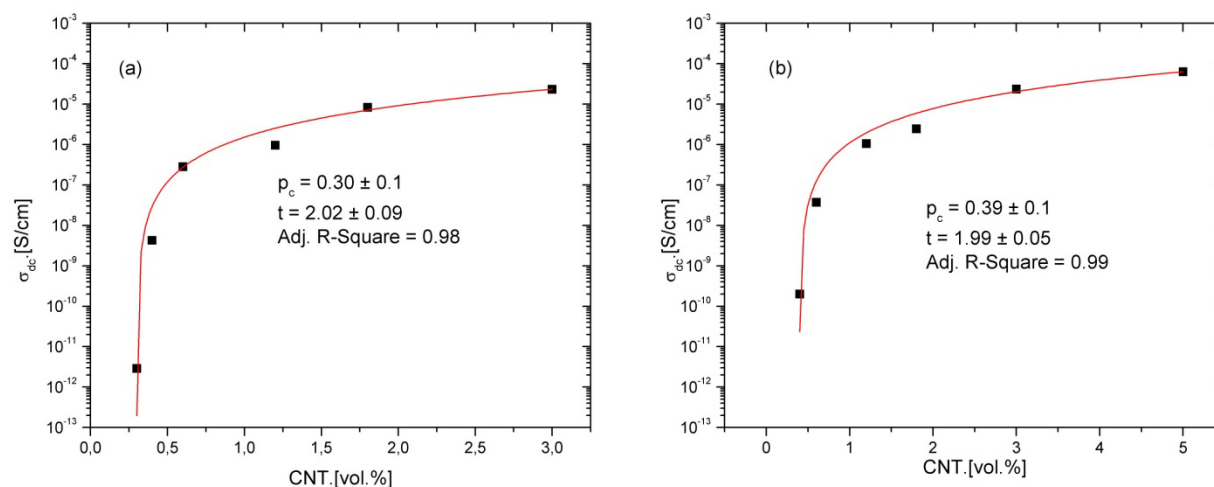 (a)
10⁻³
10⁻⁴
10⁻⁵
10⁻⁶
10⁻⁷
10⁻⁸
10⁻⁹
10⁻¹⁰
10⁻¹¹
10⁻¹²
10⁻¹³
σdc.[S/cm]
pc = 0.30 ± 0.1
t = 2.02 ± 0.09
Adj. R-Square = 0.98
0,0 0,5 1,0 1,5 2,0 2,5 3,0
CNT.[vol.%]
(b)
10⁻³
10⁻⁴
10⁻⁵
10⁻⁶
10⁻⁷
10⁻⁸
10⁻⁹
10⁻¹⁰
10⁻¹¹
10⁻¹²
10⁻¹³
σdc.[S/cm]
pc = 0.39 ± 0.1
t = 1.99 ± 0.05
Adj. R-Square = 0.99
0 1 2 3 4 5
CNT.[vol.%]